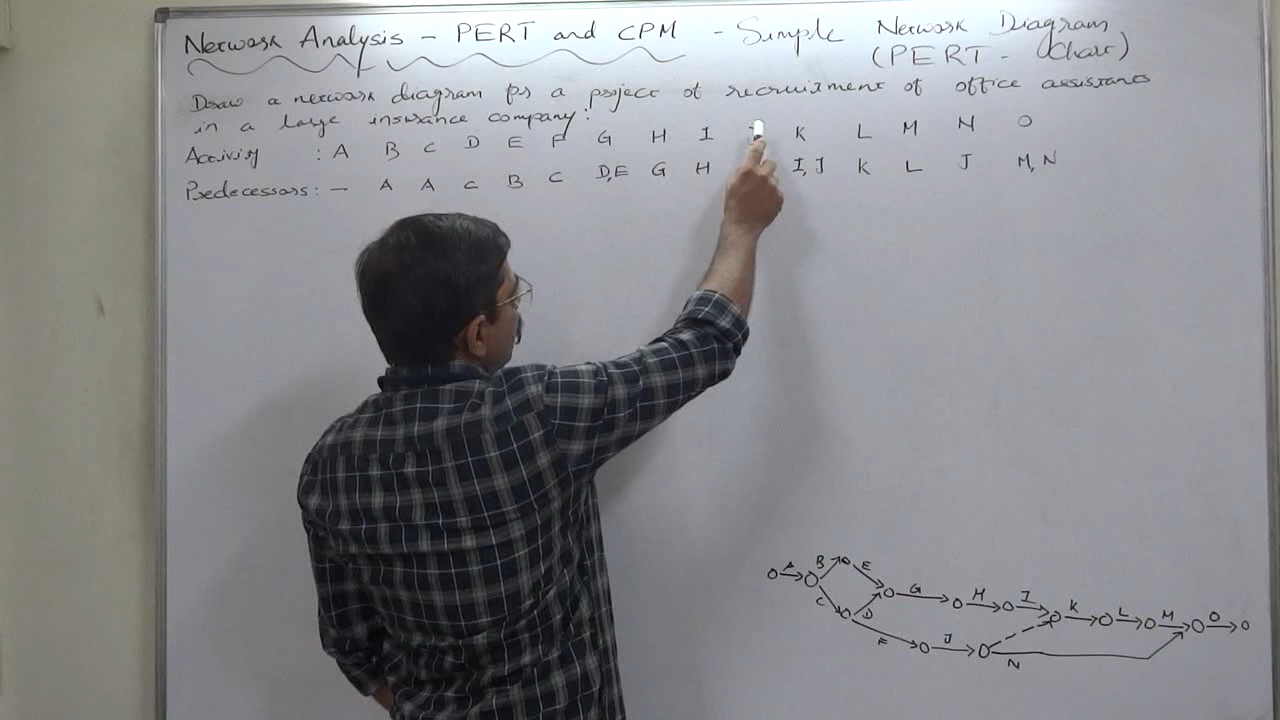 Network Analysis - PERT and CPM - Simple Network Diagram
(PERT - Chart)
Draw a network diagram for a project of recruitment of office assistants
in a large insurance company:
Activity : A B C D E F G H I K L M N O
Predecessors: - A A C B C D,E G H I,J K L J M,N
A B E C D G H I K L M O F J N